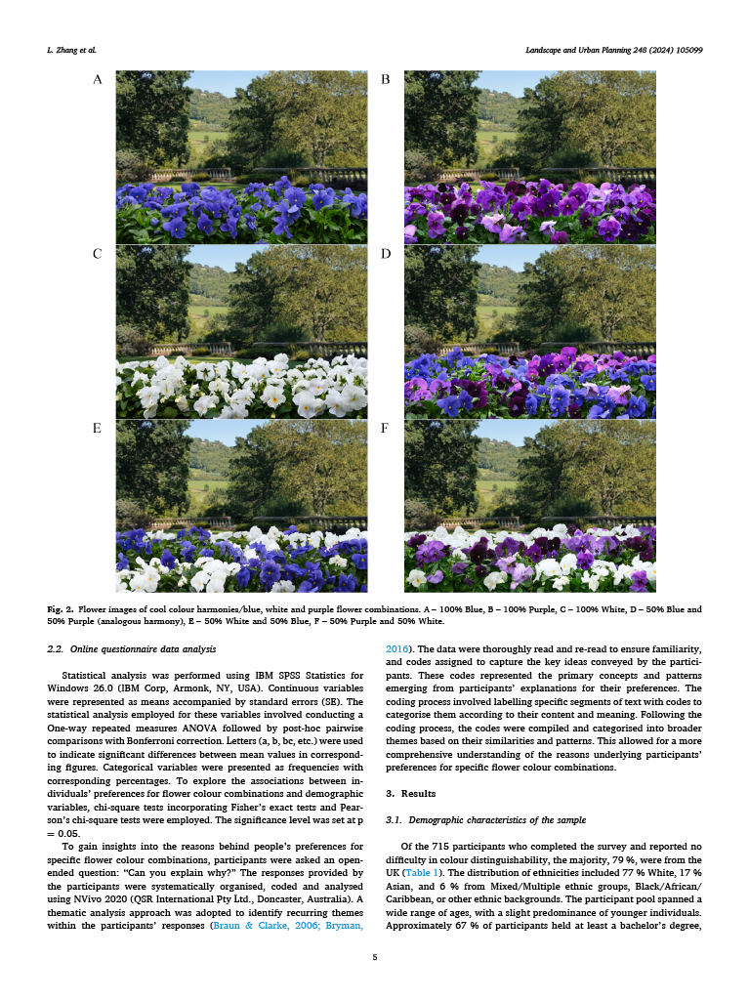 L. Zhang et al.
Landscape and Urban Planning 248 (2024) 105099
A
B
C
D
E
F
Fig. 2. Flower images of cool colour harmonies/blue, white and purple flower combinations. A – 100% Blue, B – 100% Purple, C – 100% White, D – 50% Blue and
50% Purple (analogous harmony), E – 50% White and 50% Blue, F – 50% Purple and 50% White.
2.2. Online questionnaire data analysis
Statistical analysis was performed using IBM SPSS Statistics for
Windows 26.0 (IBM Corp, Armonk, NY, USA). Continuous variables
were represented as means accompanied by standard errors (SE). The
statistical analysis employed for these variables involved conducting a
One-way repeated measures ANOVA followed by post-hoc pairwise
comparisons with Bonferroni correction. Letters (a, b, bc, etc.) were used
to indicate significant differences between mean values in correspond-
ing figures. Categorical variables were presented as frequencies with
corresponding percentages. To explore the associations between in-
dividuals' preferences for flower colour combinations and demographic
variables, chi-square tests incorporating Fisher's exact tests and Pear-
son's chi-square tests were employed. The significance level was set at p
= 0.05.
To gain insights into the reasons behind people's preferences for
specific flower colour combinations, participants were asked an open-
ended question: "Can you explain why?" The responses provided by
the participants were systematically organised, coded and analysed
using NVivo 2020 (QSR International Pty Ltd., Doncaster, Australia). A
thematic analysis approach was adopted to identify recurring themes
within the participants' responses (Braun & Clarke, 2006; Bryman,
2016). The data were thoroughly read and re-read to ensure familiarity,
and codes assigned to capture the key ideas conveyed by the partici-
pants. These codes represented the primary concepts and patterns
emerging from participants' explanations for their preferences. The
coding process involved labelling specific segments of text with codes to
categorise them according to their content and meaning. Following the
coding process, the codes were compiled and categorised into broader
themes based on their similarities and patterns. This allowed for a more
comprehensive understanding of the reasons underlying participants'
preferences for specific flower colour combinations.
3. Results
3.1. Demographic characteristics of the sample
Of the 715 participants who completed the survey and reported no
difficulty in colour distinguishability, the majority, 79 %, were from the
UK (Table 1). The distribution of ethnicities included 77 % White, 17 %
Asian, and 6 % from Mixed/Multiple ethnic groups, Black/African/
Caribbean, or other ethnic backgrounds. The participant pool spanned a
wide range of ages, with a slight predominance of younger individuals.
Approximately 67 % of participants held at least a bachelor's degree,
5